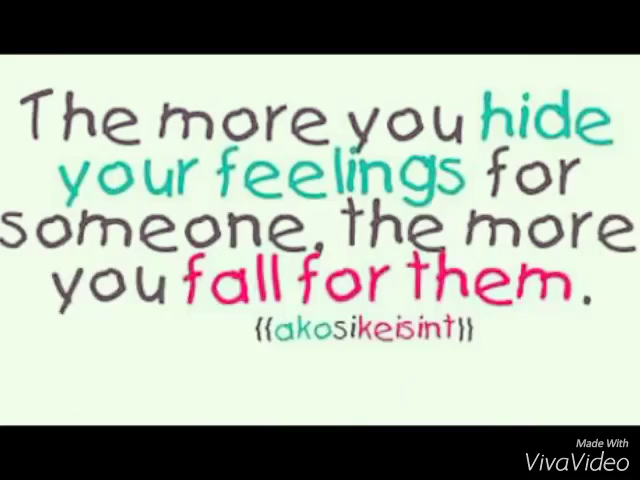 The more you hide
your feelings for
someone, the more
you fall for them.
{{akosikeisint}}
Made With
VivaVideo